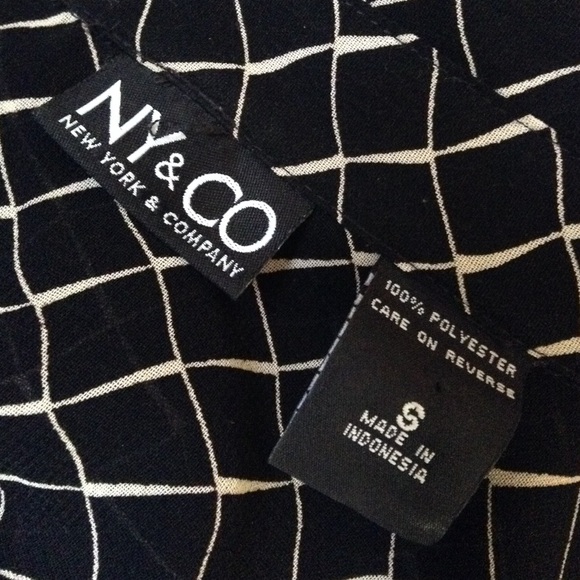 NY&CO
NEW YORK & COMPANY
100% POLYESTER
CARE ON REVERSE
S
MADE IN
INDONESIA